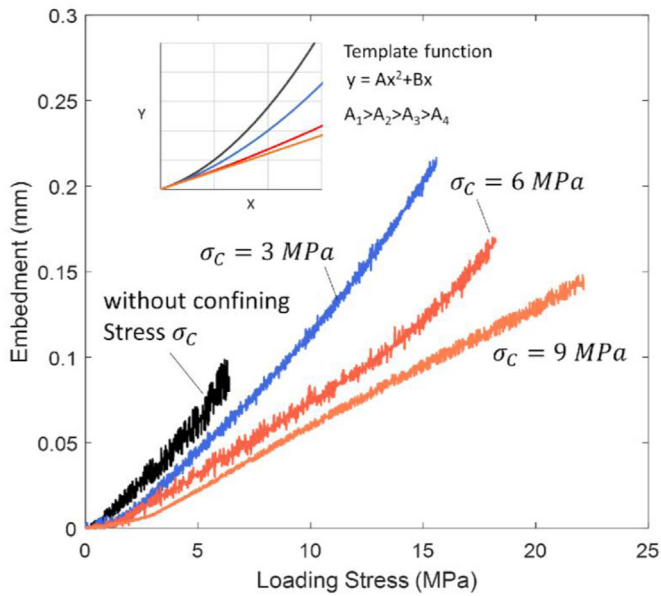 0.3
0.25
0.2
0.15
0.1
0.05
0
Embedment (mm)
Y
X
Template function
y = Ax²+Bx
A₁>A₂>A₃>A₄
σ_C = 6 MPa
σ_C = 3 MPa
without confining
Stress σ_C
σ_C = 9 MPa
0 5 10 15 20 25
Loading Stress (MPa)